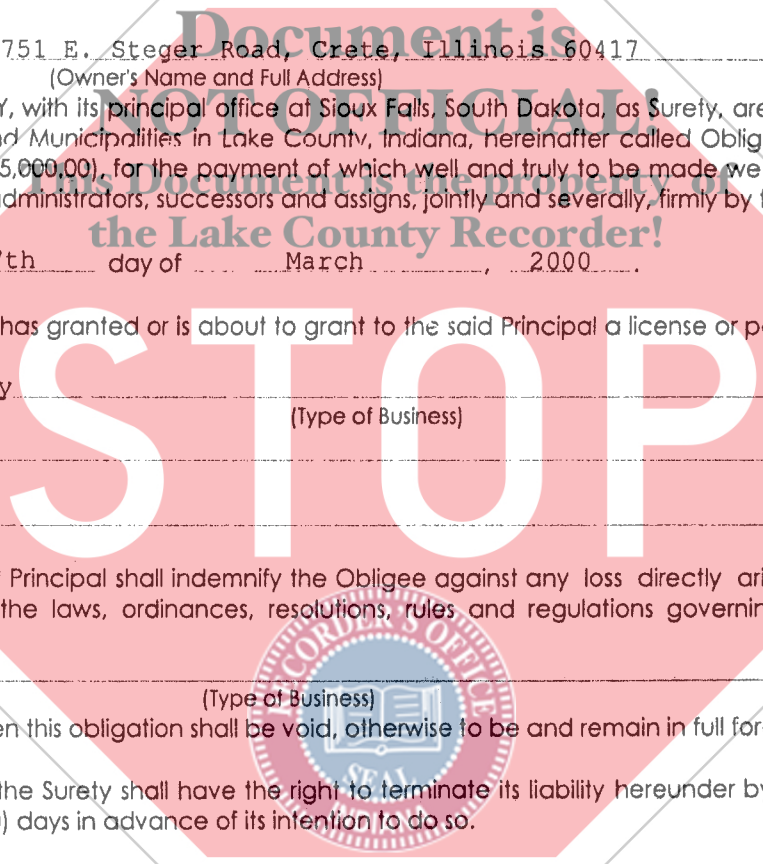 Document is
751 E. Steger Road, Crete, Illinois 60417
(Owner's Name and Full Address)
NOT OFFICIAL!
Y, with its principal office at Sioux Falls, South Dakota, as Surety, are
nd Municipalities in Lake County, Indiana, hereinafter called Oblig
5,000.00), for the payment of which well and truly to be made we
This Document is the property of
administrators, successors and assigns, jointly and severally, firmly by t
the Lake County Recorder!
7th day of March, 2000.
has granted or is about to grant to the said Principal a license or p
y
(Type of Business)
STOP
Principal shall indemnify the Obligee against any loss directly ari
the laws, ordinances, resolutions, rules and regulations governin
RECORDER'S OFFICE
(Type of Business)
en this obligation shall be void, otherwise to be and remain in full for
SEAL
the Surety shall have the right to terminate its liability hereunder by
) days in advance of its intention to do so.